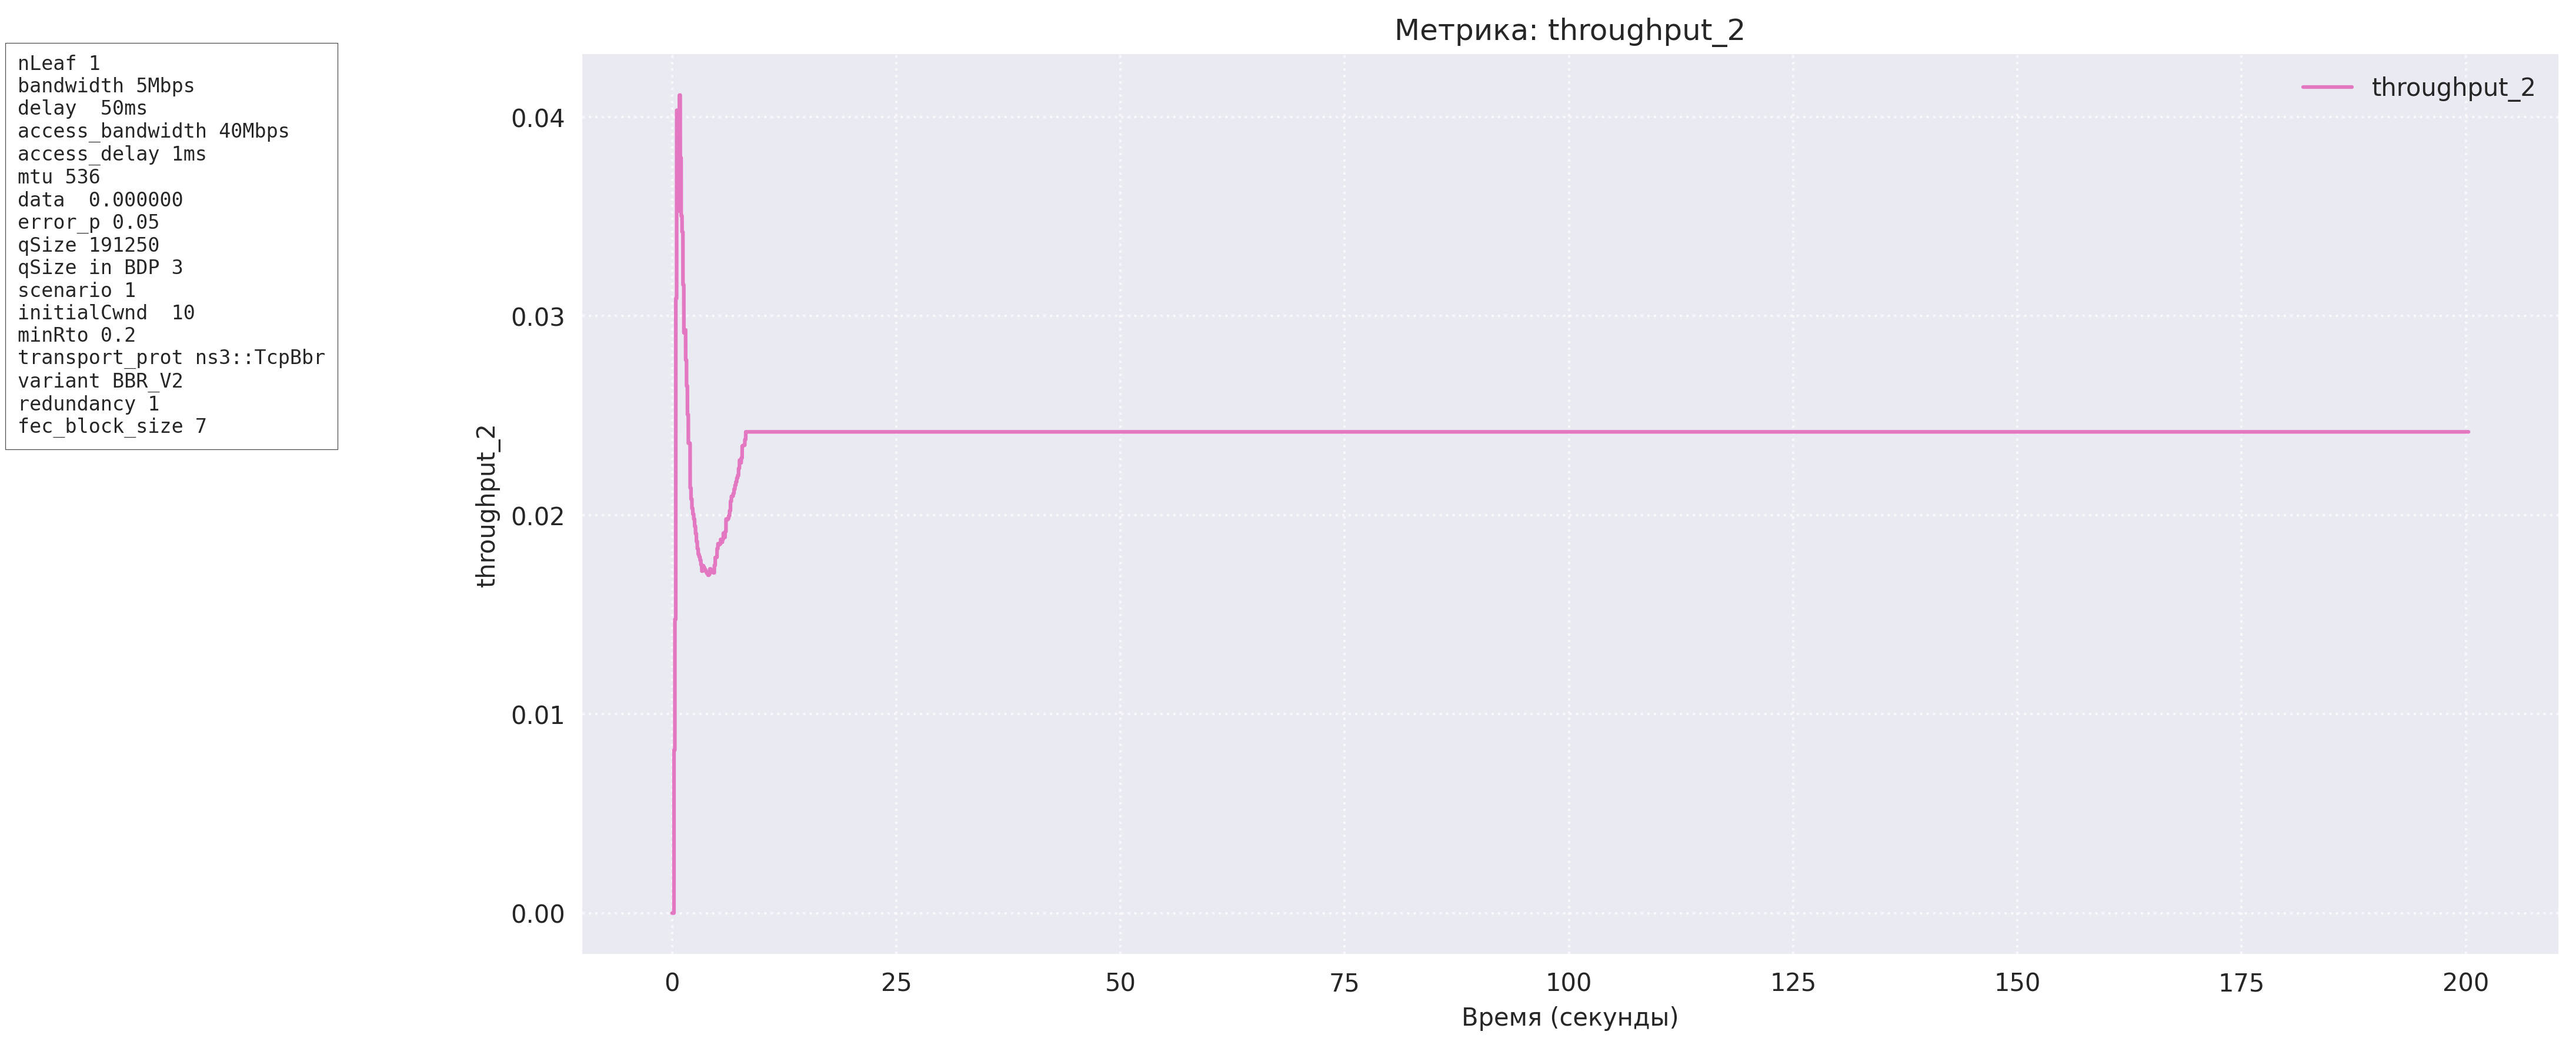 Метрика: throughput_2
nLeaf 1
bandwidth 5Mbps
delay  50ms
access_bandwidth 40Mbps
access_delay 1ms
mtu 536
data  0.000000
error_p 0.05
qSize 191250
qSize in BDP 3
scenario 1
initialCwnd  10
minRto 0.2
transport_prot ns3::TcpBbr
variant BBR_V2
redundancy 1
fec_block_size 7
throughput_2
throughput_2
0.04
0.03
0.02
0.01
0.00
0 25 50 75 100 125 150 175 200
Время (секунды)